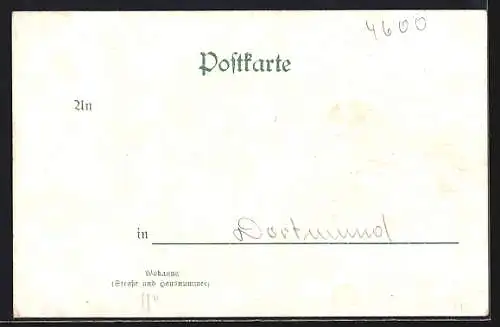 4600
Postkarte
An
in Dortmund
Wohnung
(Straße und Hausnummer)